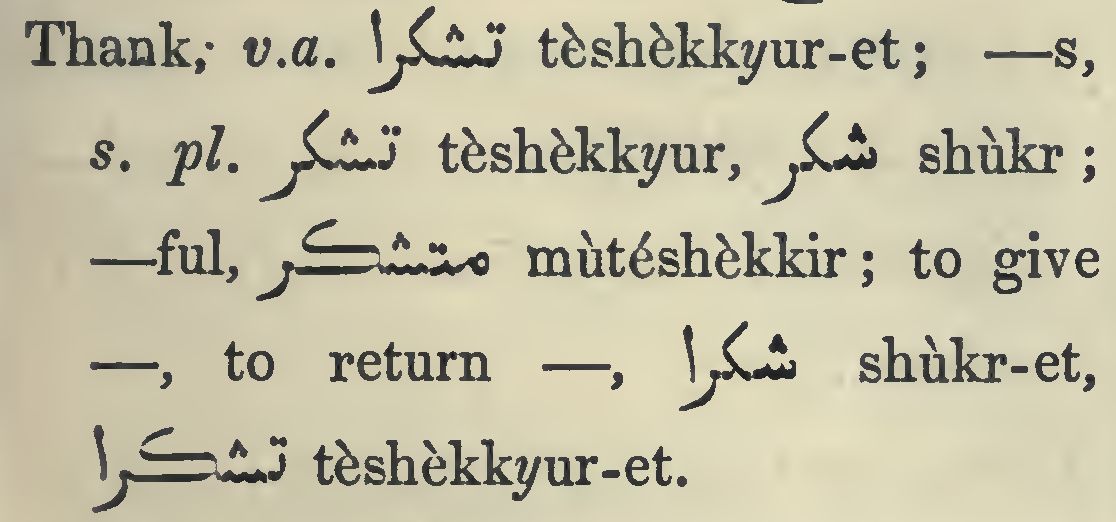 Thank, v.a. تشكرا tèshèkkyur-et; —s,
s. pl. تشكر tèshèkkyur, شكر shùkr;
—ful, متشكر mùtéshèkkir; to give
—, to return —, شكرا shùkr-et,
تشكرا tèshèkkyur-et.